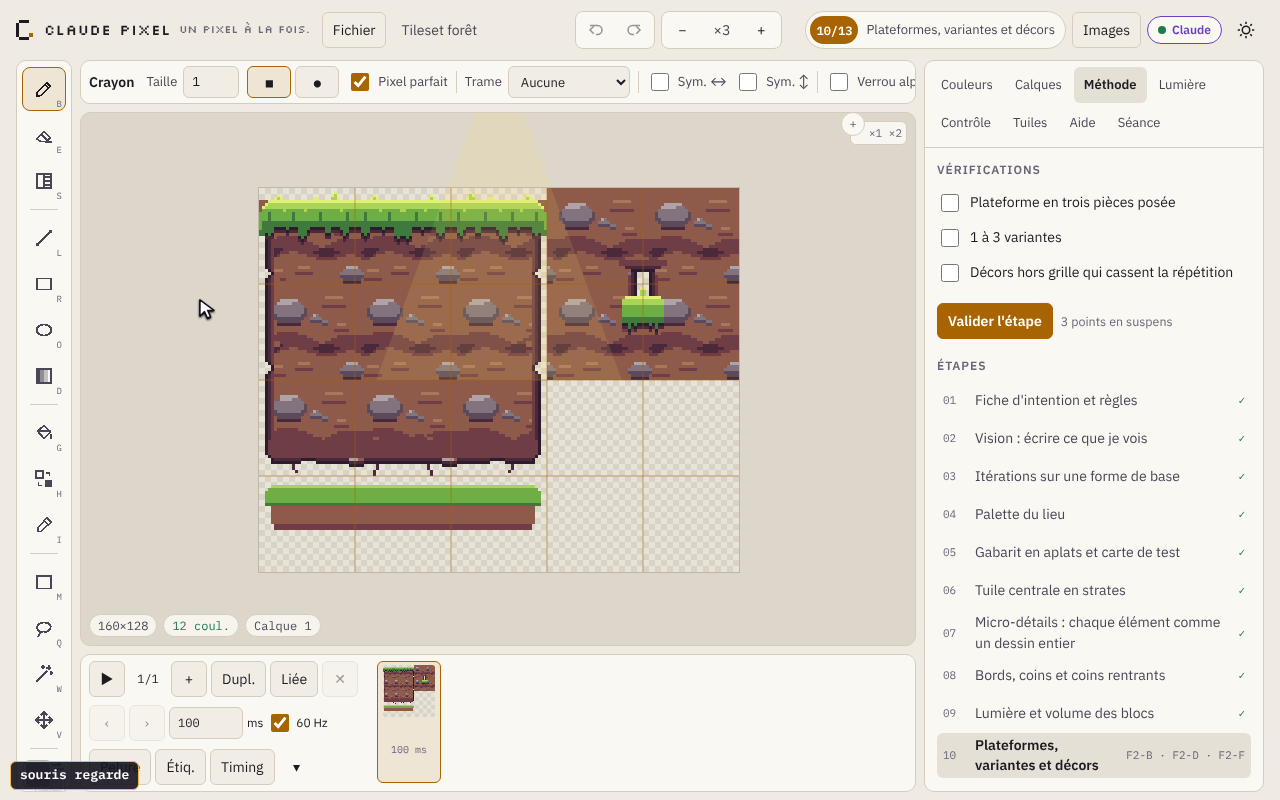 CLAUDE PIXEL UN PIXEL À LA FOIS. Fichier Tileset forêt − ×3 + 10/13 Plateformes, variantes et décors Images Claude
Crayon Taille 1 Pixel parfait Trame Aucune Sym. ↔ Sym. ↕ Verrou alp
B
E
S
L
R
O
D
G
H
I
M
Q
W
V
+ ×1 ×2
160×128 12 coul. Calque 1
1/1 + Dupl. Liée ×
‹ › 100 ms 60 Hz
Étiq. Timing ▼
100 ms
souris regarde
Couleurs Calques Méthode Lumière
Contrôle Tuiles Aide Séance
VÉRIFICATIONS
Plateforme en trois pièces posée
1 à 3 variantes
Décors hors grille qui cassent la répétition
Valider l'étape 3 points en suspens
ÉTAPES
01 Fiche d'intention et règles ✓
02 Vision : écrire ce que je vois ✓
03 Itérations sur une forme de base ✓
04 Palette du lieu ✓
05 Gabarit en aplats et carte de test ✓
06 Tuile centrale en strates ✓
07 Micro-détails : chaque élément comme
un dessin entier ✓
08 Bords, coins et coins rentrants ✓
09 Lumière et volume des blocs ✓
10 Plateformes,
variantes et décors F2-B · F2-D · F2-F